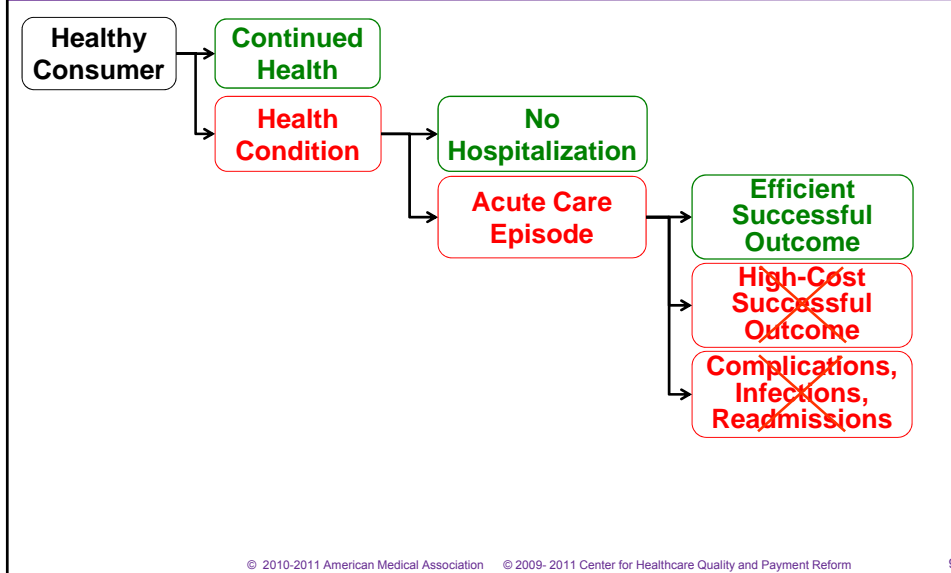 Healthy
Consumer
Continued
Health
Health
Condition
No
Hospitalization
Acute Care
Episode
Efficient
Successful
Outcome
High-Cost
Successful
Outcome
Complications,
Infections,
Readmissions
© 2010-2011 American Medical Association © 2009- 2011 Center for Healthcare Quality and Payment Reform